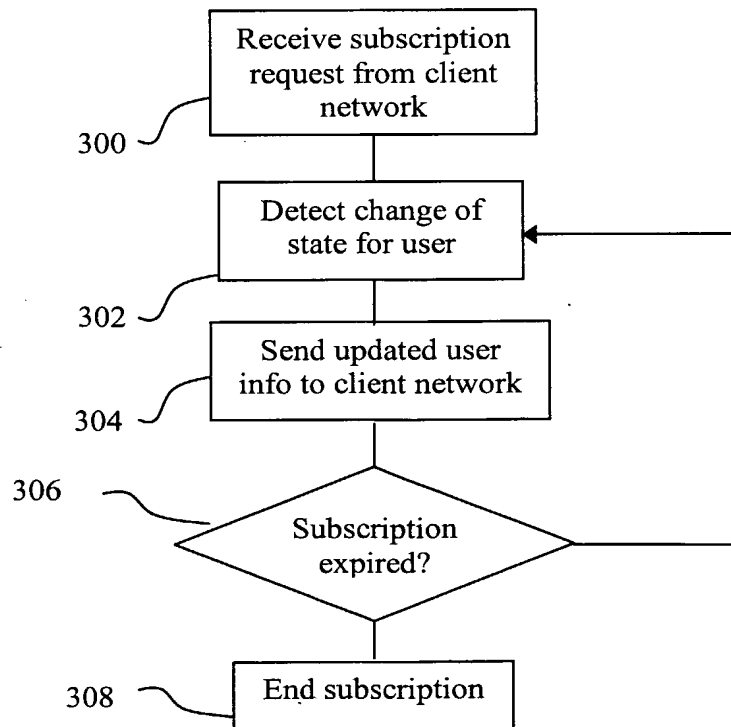 Receive subscription
request from client
network
300
Detect change of
state for user
302
Send updated user
info to client network
304
306
Subscription
expired?
308
End subscription